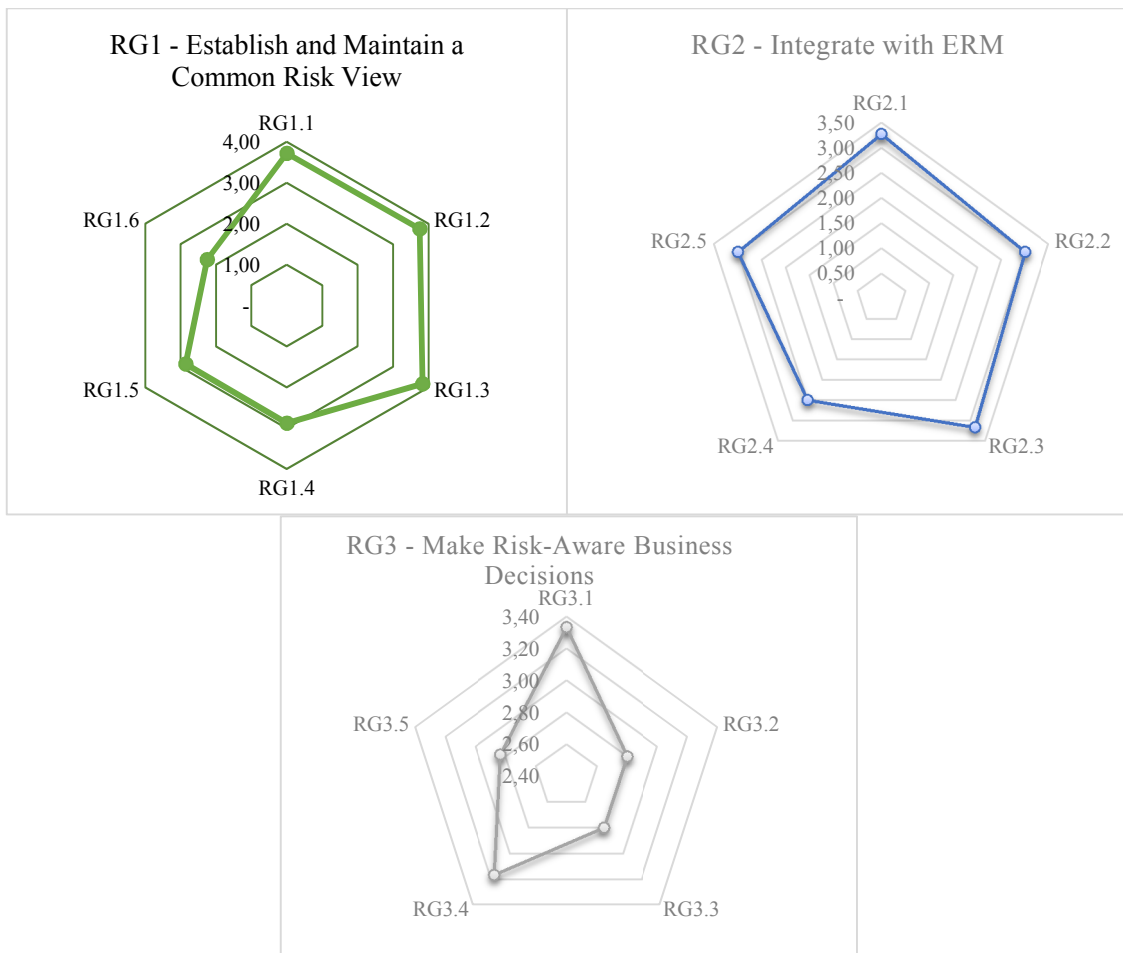 RG1 - Establish and Maintain a
Common Risk View
RG1.1
4,00
3,00
2,00
1,00
-
RG1.2
RG1.3
RG1.4
RG1.5
RG1.6
RG2 - Integrate with ERM
RG2.1
3,50
3,00
2,50
2,00
1,50
1,00
0,50
-
RG2.2
RG2.3
RG2.4
RG2.5
RG3 - Make Risk-Aware Business
Decisions
RG3.1
3,40
3,20
3,00
2,80
2,60
2,40
RG3.2
RG3.3
RG3.4
RG3.5